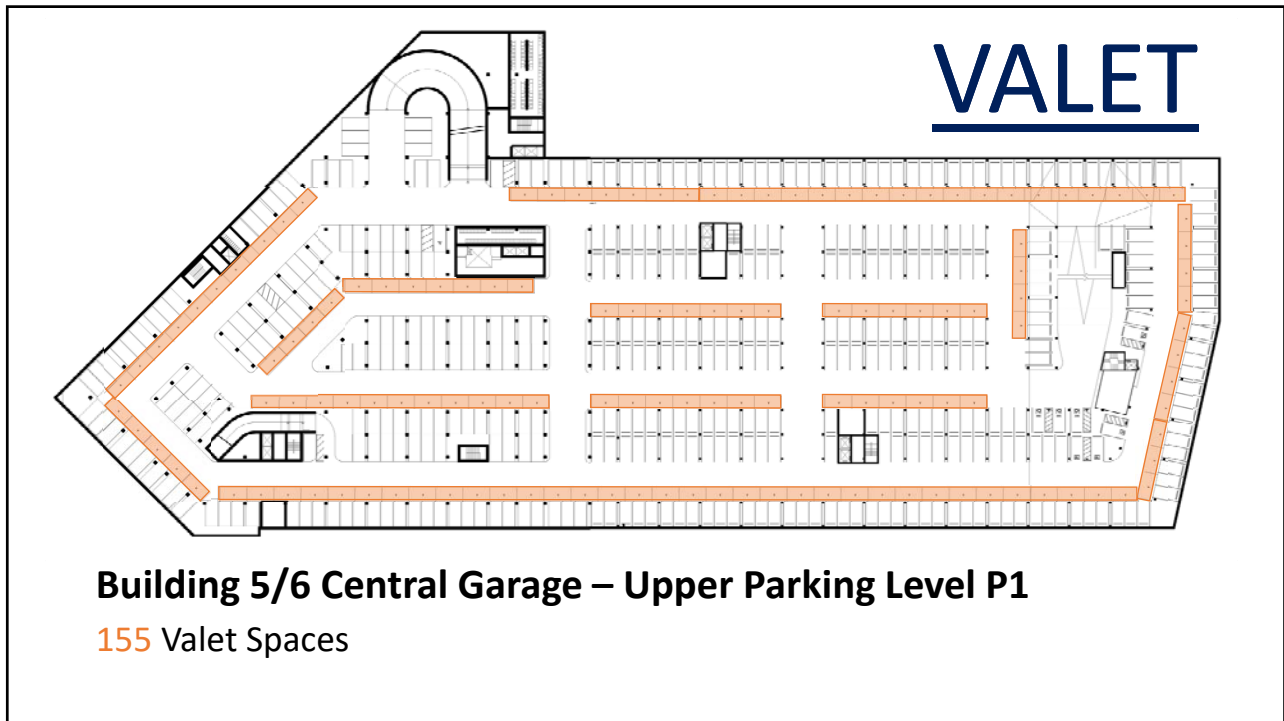 VALET
Building 5/6 Central Garage – Upper Parking Level P1
155 Valet Spaces